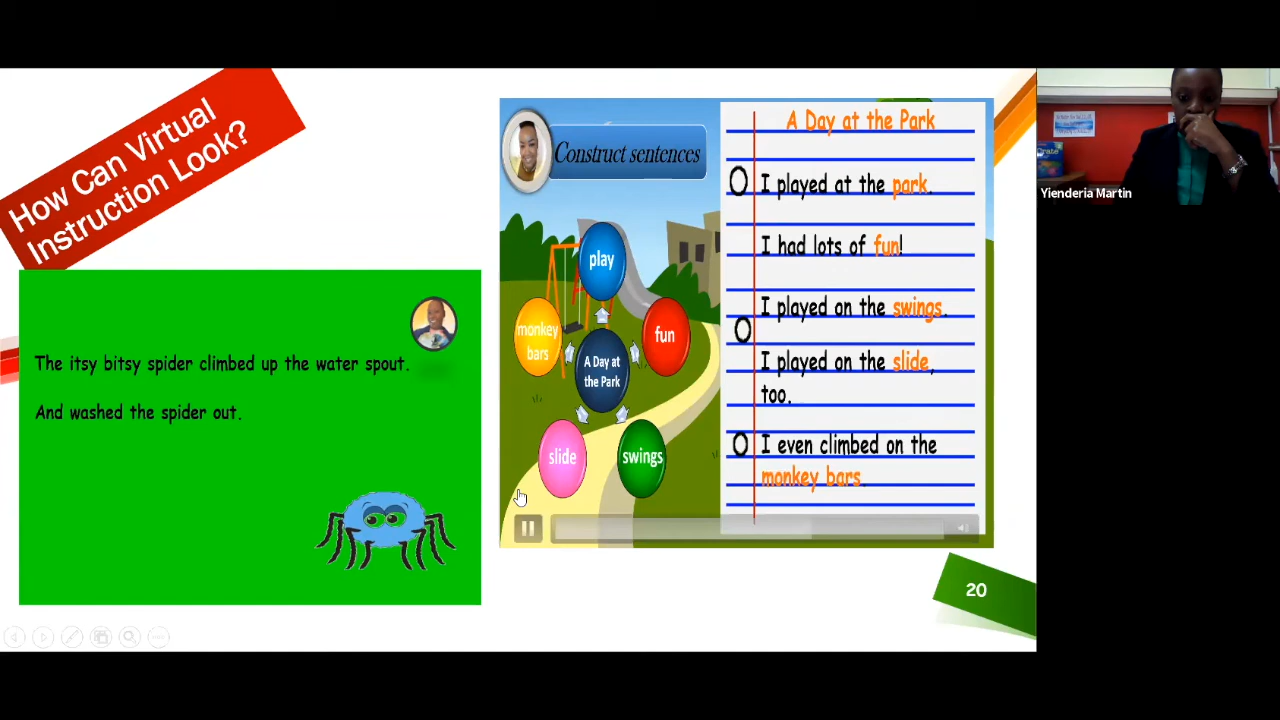 How Can Virtual
Instruction Look?
The itsy bitsy spider climbed up the water spout.
And washed the spider out.
Construct sentences
play
monkey
bars
fun
A Day at
the Park
slide
swings
A Day at the Park
I played at the park.
I had lots of fun!
I played on the swings.
I played on the slide,
too.
I even climbed on the
monkey bars.
20
Yienderia Martin